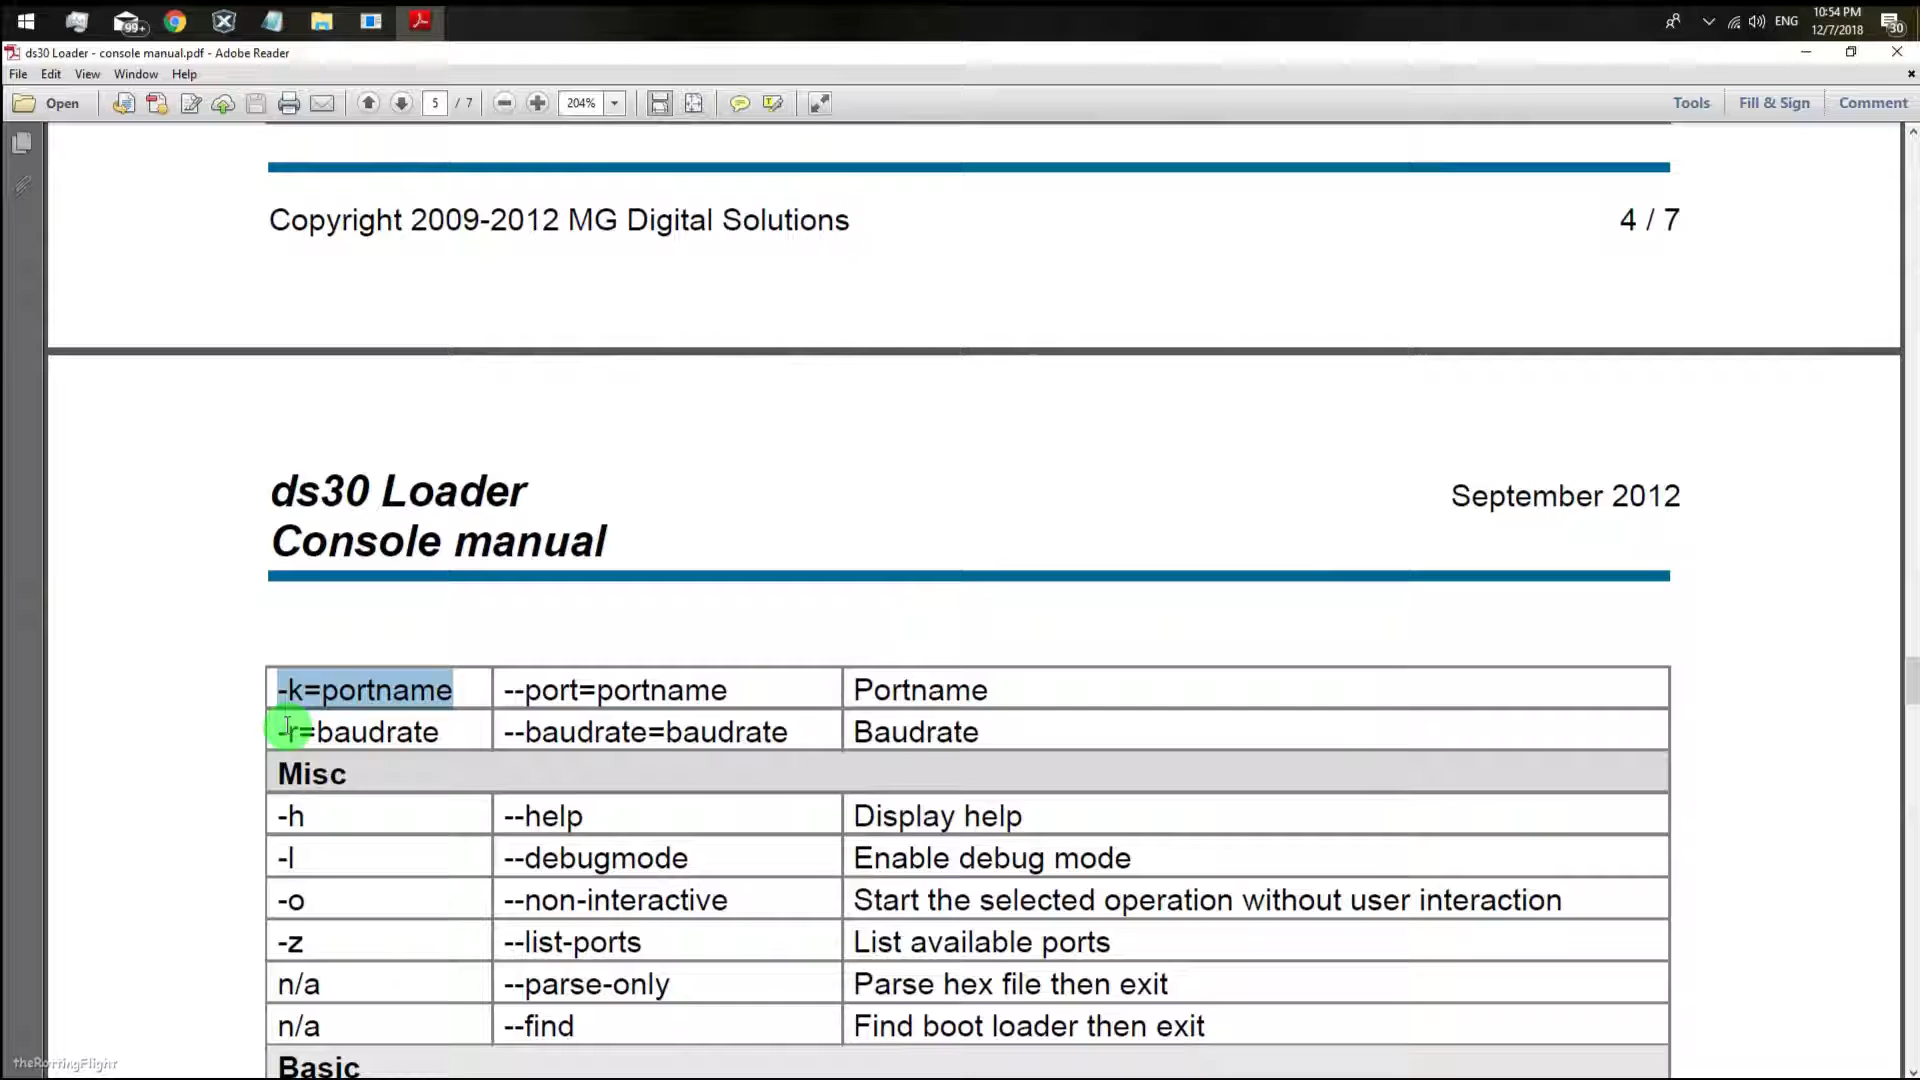 99+
ENG
10:54 PM
12/7/2018
30
ds30 Loader - console manual.pdf - Adobe Reader
File Edit View Window Help
Open 5 / 7 204% Tools Fill & Sign Comment
Copyright 2009-2012 MG Digital Solutions 4 / 7
ds30 Loader September 2012
Console manual
-k=portname --port=portname Portname
-r=baudrate --baudrate=baudrate Baudrate
Misc
-h --help Display help
-l --debugmode Enable debug mode
-o --non-interactive Start the selected operation without user interaction
-z --list-ports List available ports
n/a --parse-only Parse hex file then exit
n/a --find Find boot loader then exit
Basic
theRottingFlight